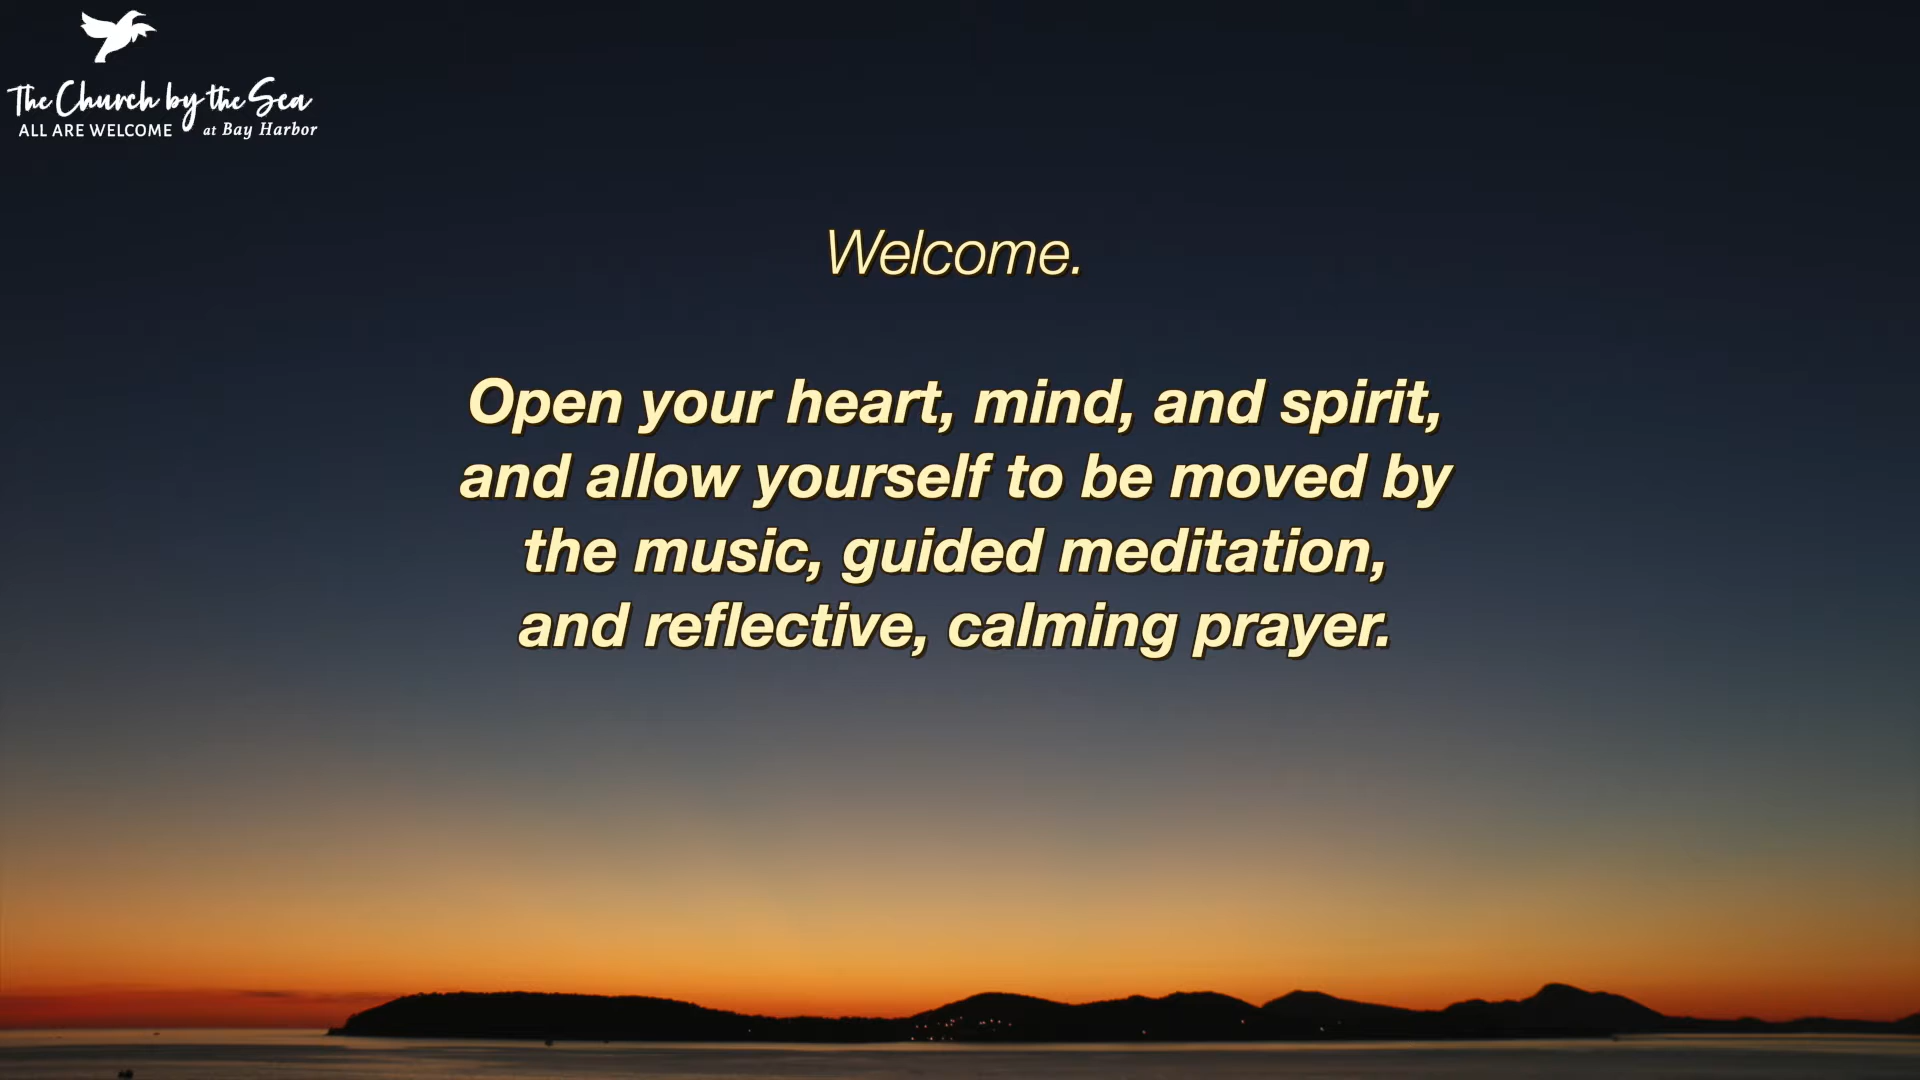 The Church by the Sea
ALL ARE WELCOME at Bay Harbor
Welcome.
Open your heart, mind, and spirit,
and allow yourself to be moved by
the music, guided meditation,
and reflective, calming prayer.